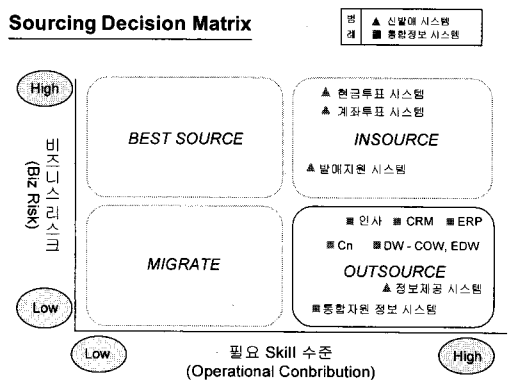 Sourcing Decision Matrix
범례
▲ 신발매 시스템
■ 통합정보 시스템
High
▲ 현금투표 시스템
▲ 계좌투표 시스템
BEST SOURCE
INSOURCE
▲ 발매지원 시스템
비즈니스리스크
(Biz Risk)
■ 인사 ■ CRM ■ ERP
■ Cn ■ DW - COW, EDW
MIGRATE
OUTSOURCE
▲ 정보제공 시스템
■ 통합자원 정보 시스템
Low
Low
필요 Skill 수준
High
(Operational Conbribution)